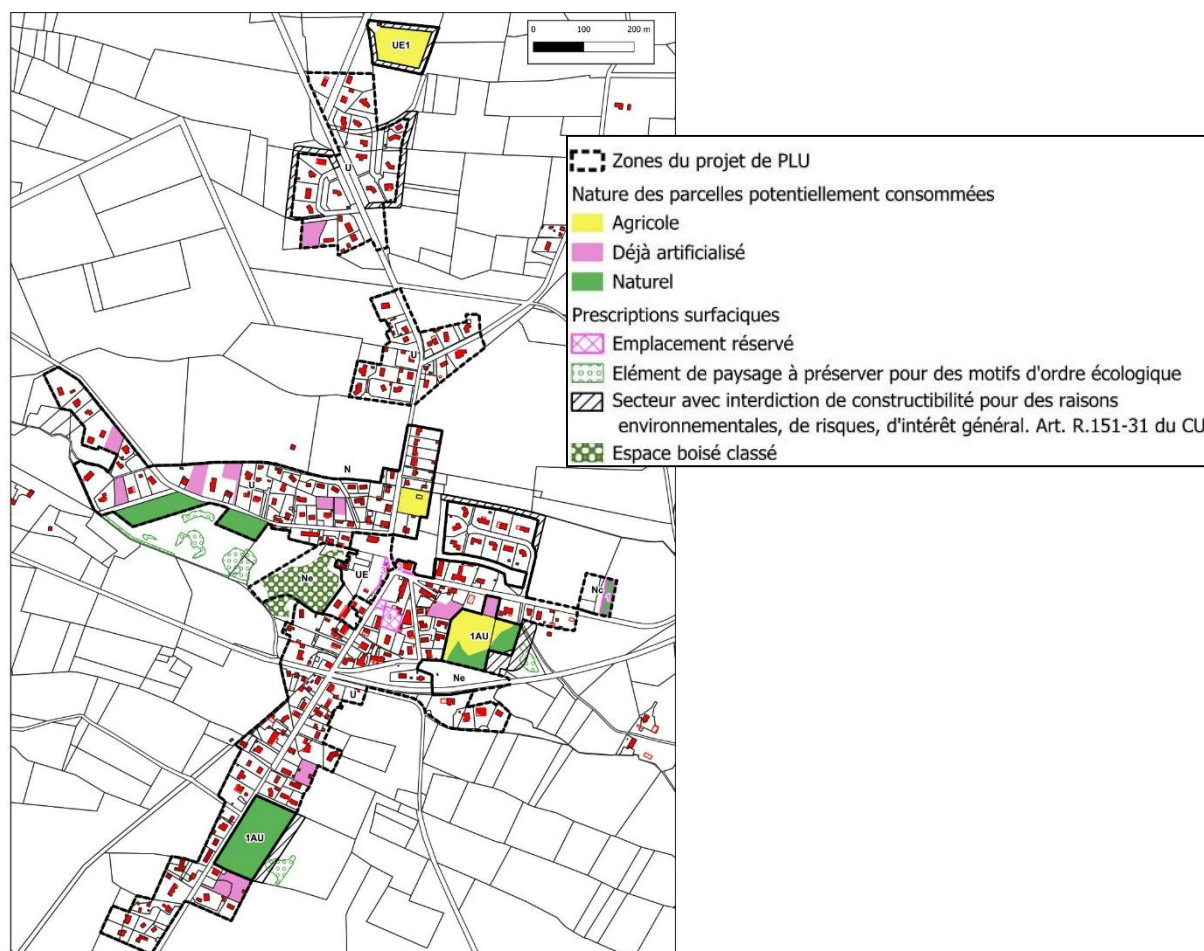 UE1
0 100 200 m
U
U
N
U
Ne
UE
Nc
1AU
Ne
U
1AU
Zones du projet de PLU
Nature des parcelles potentiellement consommées
Agricole
Déjà artificialisé
Naturel
Prescriptions surfaciques
Emplacement réservé
Elément de paysage à préserver pour des motifs d'ordre écologique
Secteur avec interdiction de constructibilité pour des raisons
environnementales, de risques, d'intérêt général. Art. R.151-31 du CU
Espace boisé classé